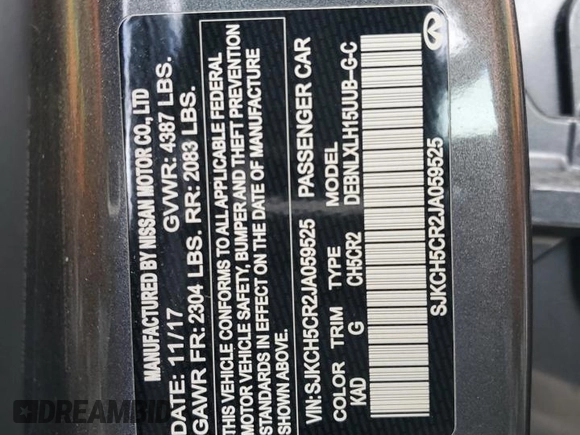 MANUFACTURED BY NISSAN MOTOR CO., LTD
DATE: 11/17 GVWR: 4387 LBS.
GAWR FR: 2304 LBS. RR: 2083 LBS.
THIS VEHICLE CONFORMS TO ALL APPLICABLE FEDERAL
MOTOR VEHICLE SAFETY, BUMPER AND THEFT PREVENTION
STANDARDS IN EFFECT ON THE DATE OF MANUFACTURE
SHOWN ABOVE.
VIN: SJKCH5CR2JA059525 PASSENGER CAR
COLOR TRIM TYPE MODEL
KAD G CH5CR2 DEBNLXLH15UUB-G-C
SJKCH5CR2JA059525
DREAMBID